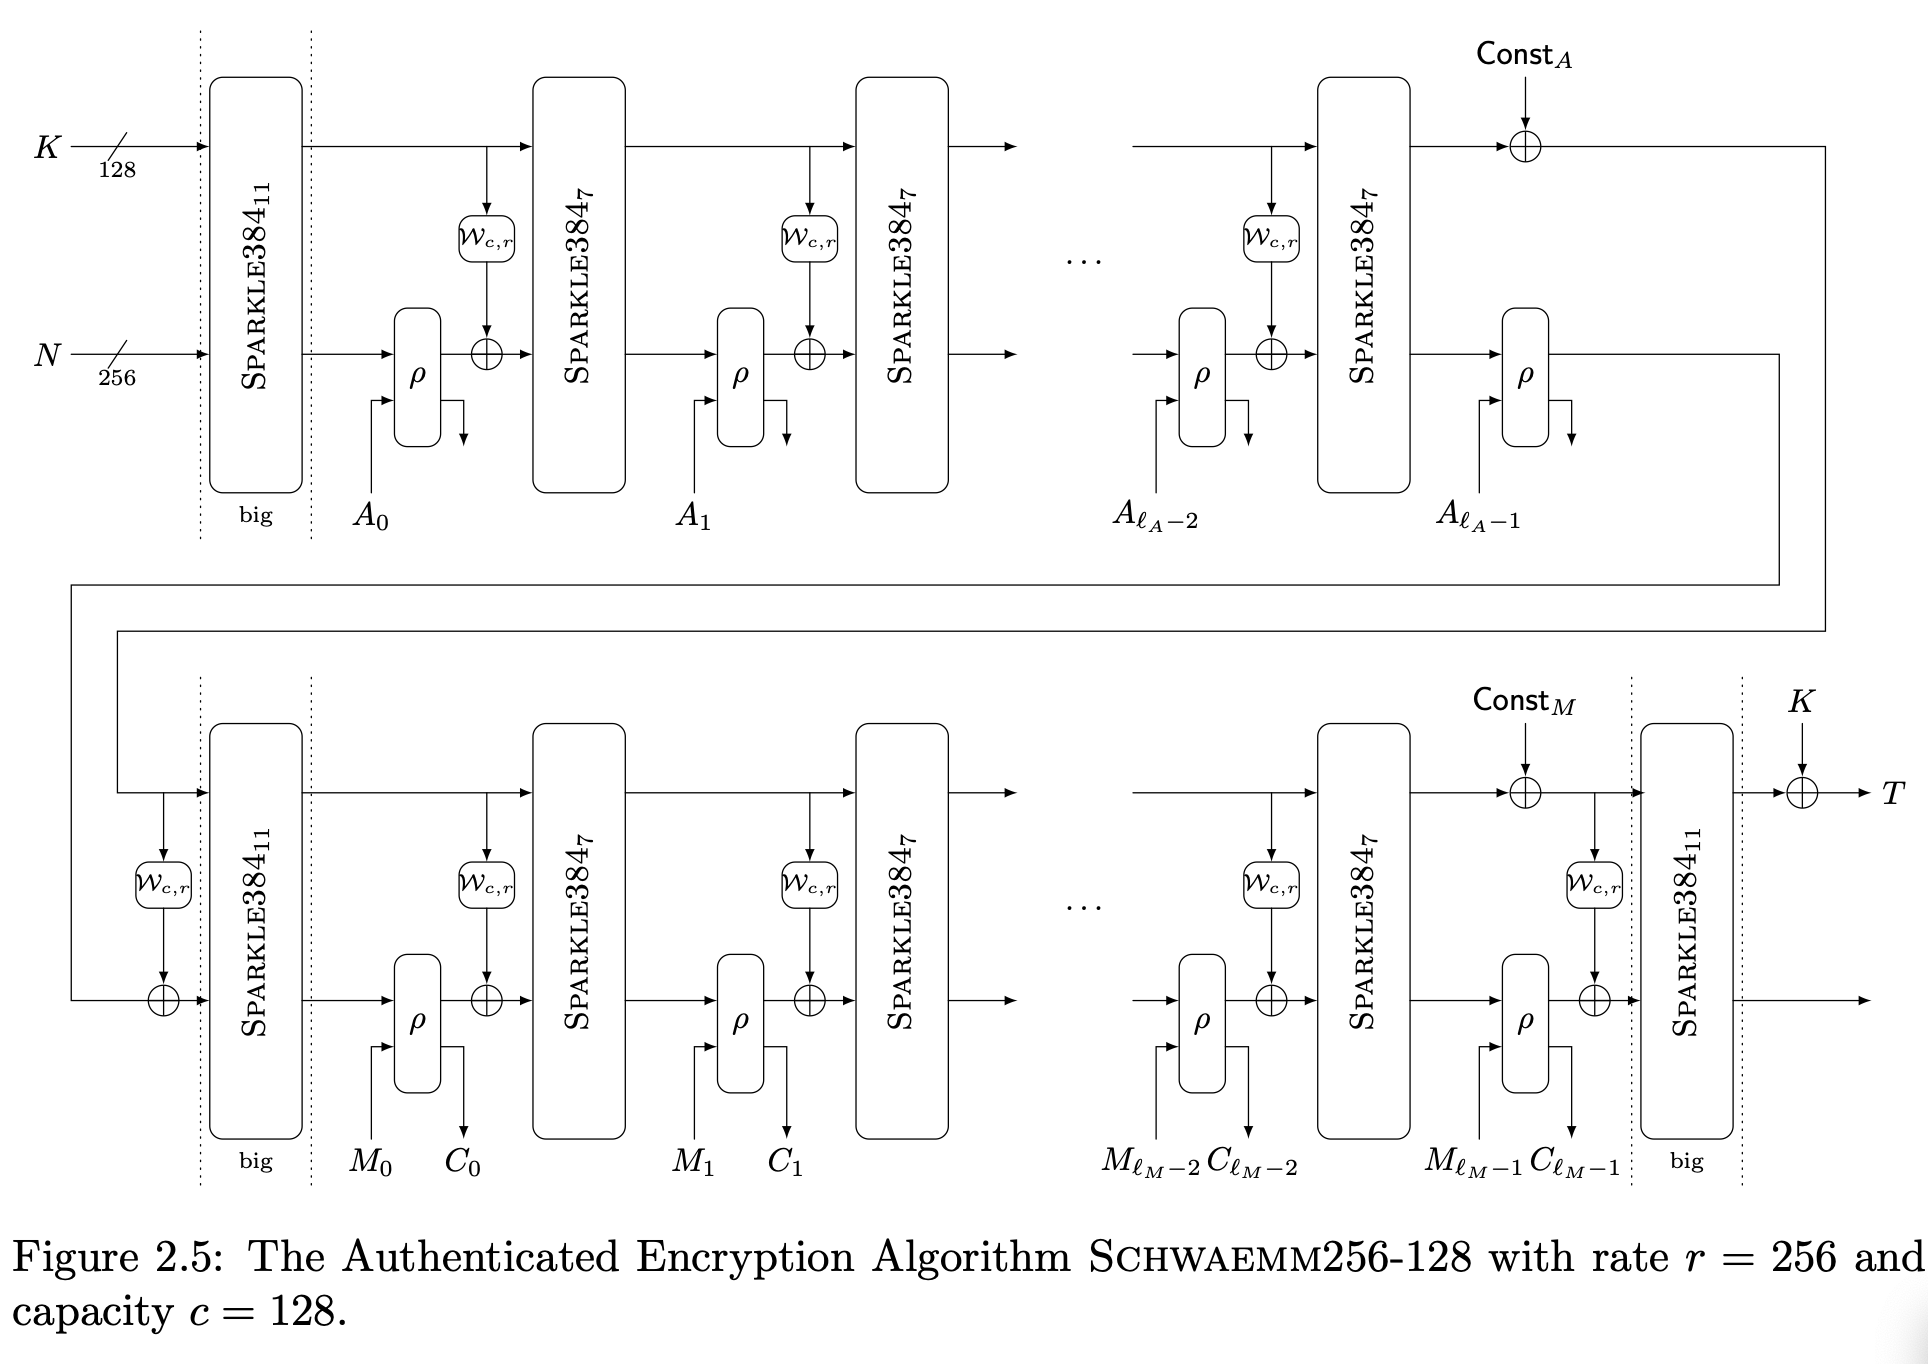 Const_A
K
128
SPARKLE384_11
W_{c,r}
SPARKLE384_7
W_{c,r}
SPARKLE384_7
...
W_{c,r}
SPARKLE384_7
N
256
ρ
ρ
ρ
ρ
big
A_0
A_1
A_{ℓ_A−2}
A_{ℓ_A−1}
Const_M
K
T
W_{c,r}
SPARKLE384_11
W_{c,r}
SPARKLE384_7
W_{c,r}
SPARKLE384_7
...
W_{c,r}
SPARKLE384_7
W_{c,r}
SPARKLE384_11
ρ
ρ
ρ
ρ
big
M_0
C_0
M_1
C_1
M_{ℓ_M−2}
C_{ℓ_M−2}
M_{ℓ_M−1}
C_{ℓ_M−1}
big
Figure 2.5: The Authenticated Encryption Algorithm SCHWAEMM256-128 with rate r = 256 and
capacity c = 128.